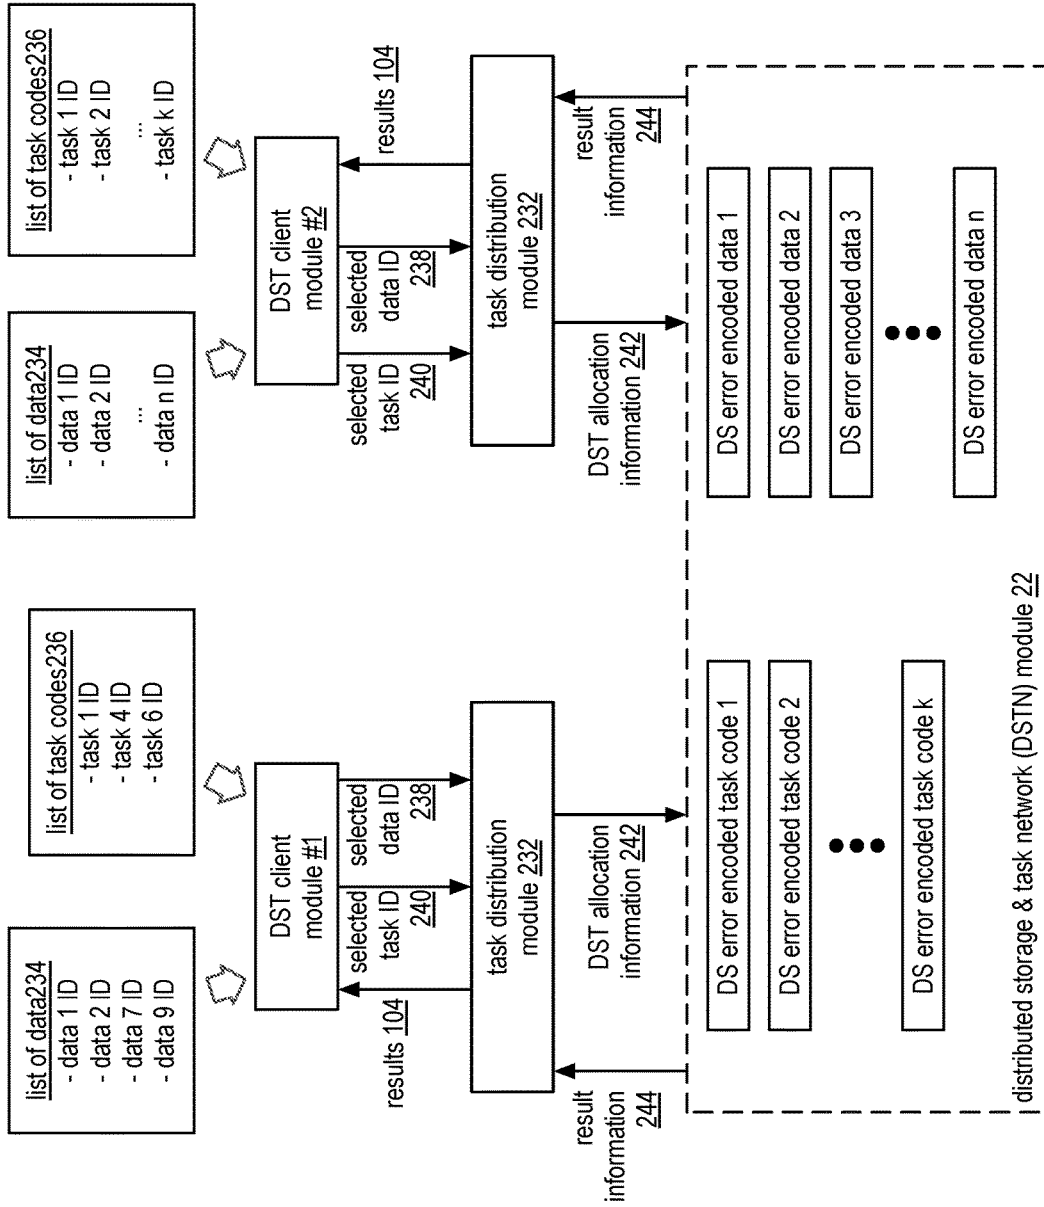 list of data234
- data 1 ID
- data 2 ID
- data 7 ID
- data 9 ID
list of task codes236
- task 1 ID
- task 4 ID
- task 6 ID
list of data234
- data 1 ID
- data 2 ID
...
- data n ID
list of task codes236
- task 1 ID
- task 2 ID
...
- task k ID
DST client
module #1
DST client
module #2
results 104
selected
task ID
240
selected
data ID
238
selected
task ID
240
selected
data ID
238
results 104
task distribution
module 232
task distribution
module 232
result
information
244
DST allocation
information 242
DST allocation
information 242
result
information
244
DS error encoded task code 1
DS error encoded task code 2
DS error encoded task code k
DS error encoded data 1
DS error encoded data 2
DS error encoded data 3
DS error encoded data n
distributed storage & task network (DSTN) module 22